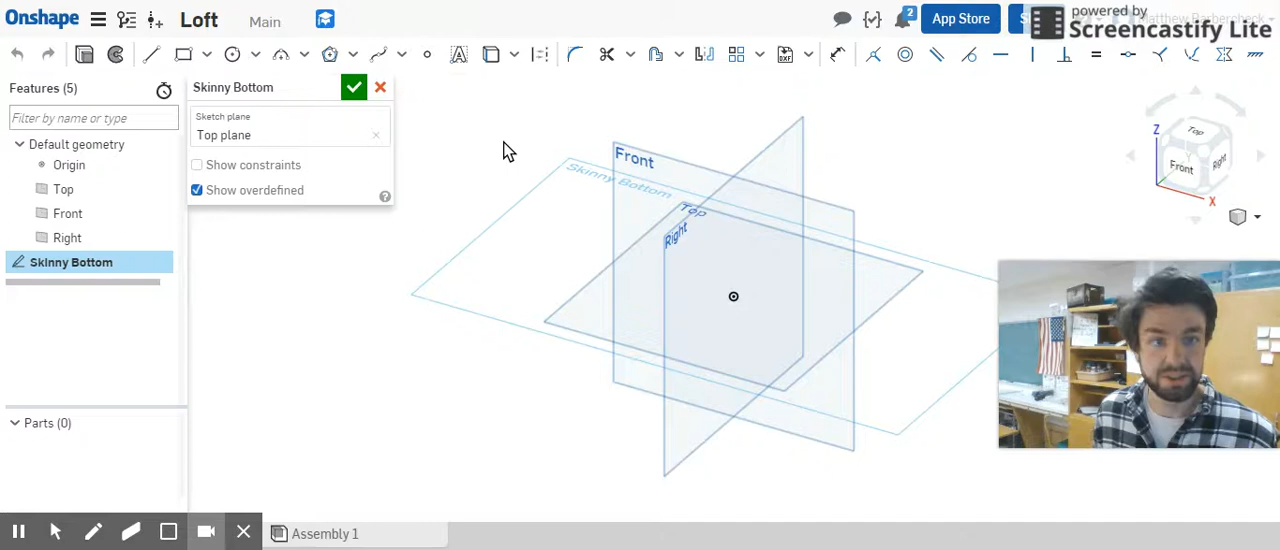 Onshape
Loft
Main
2
App Store
powered by
Screencastify Lite
Features (5)
Filter by name or type
Default geometry
Origin
Top
Front
Right
Skinny Bottom
Parts (0)
Skinny Bottom
Sketch plane
Top plane
Show constraints
Show overdefined
DXF
Front
Skinny Bottom
Top
Right
Z
Top
Front
Right
X
Assembly 1